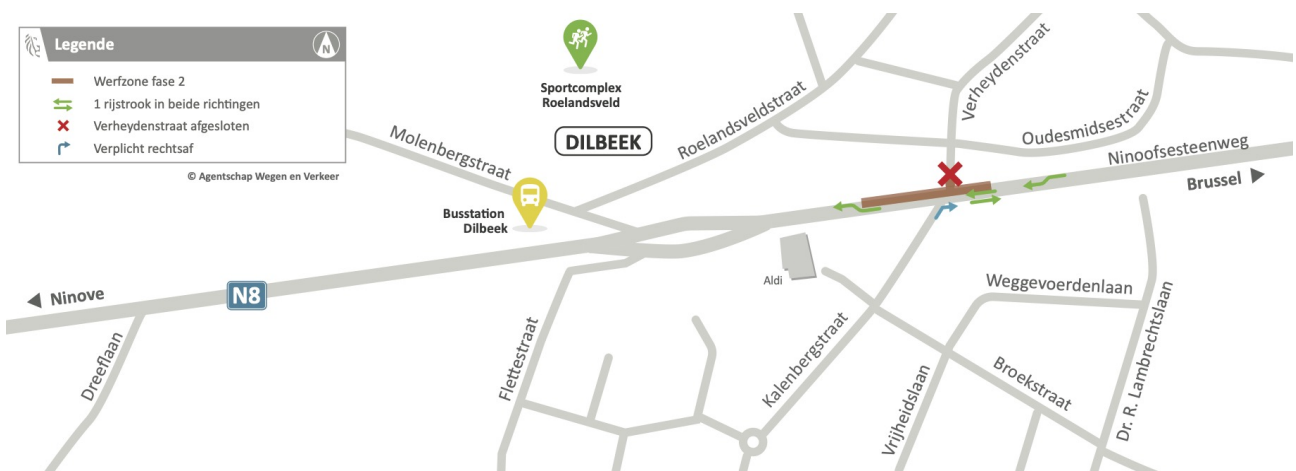 Legende
N
Werfzone fase 2
1 rijstrook in beide richtingen
Verheydenstraat afgesloten
Verplicht rechtsaf
© Agentschap Wegen en Verkeer
Sportcomplex
Roelandsveld
DILBEEK
Molenbergstraat
Roelandsveldstraat
Verheydenstraat
Oudesmidsestraat
Ninoofsesteenweg
Brussel
Busstation
Dilbeek
Ninove
N8
Aldi
Weggevoerdenlaan
Dreeflaan
Flettestraat
Kalenbergstraat
Vrijheidslaan
Broekstraat
Dr. R. Lambrechtslaan